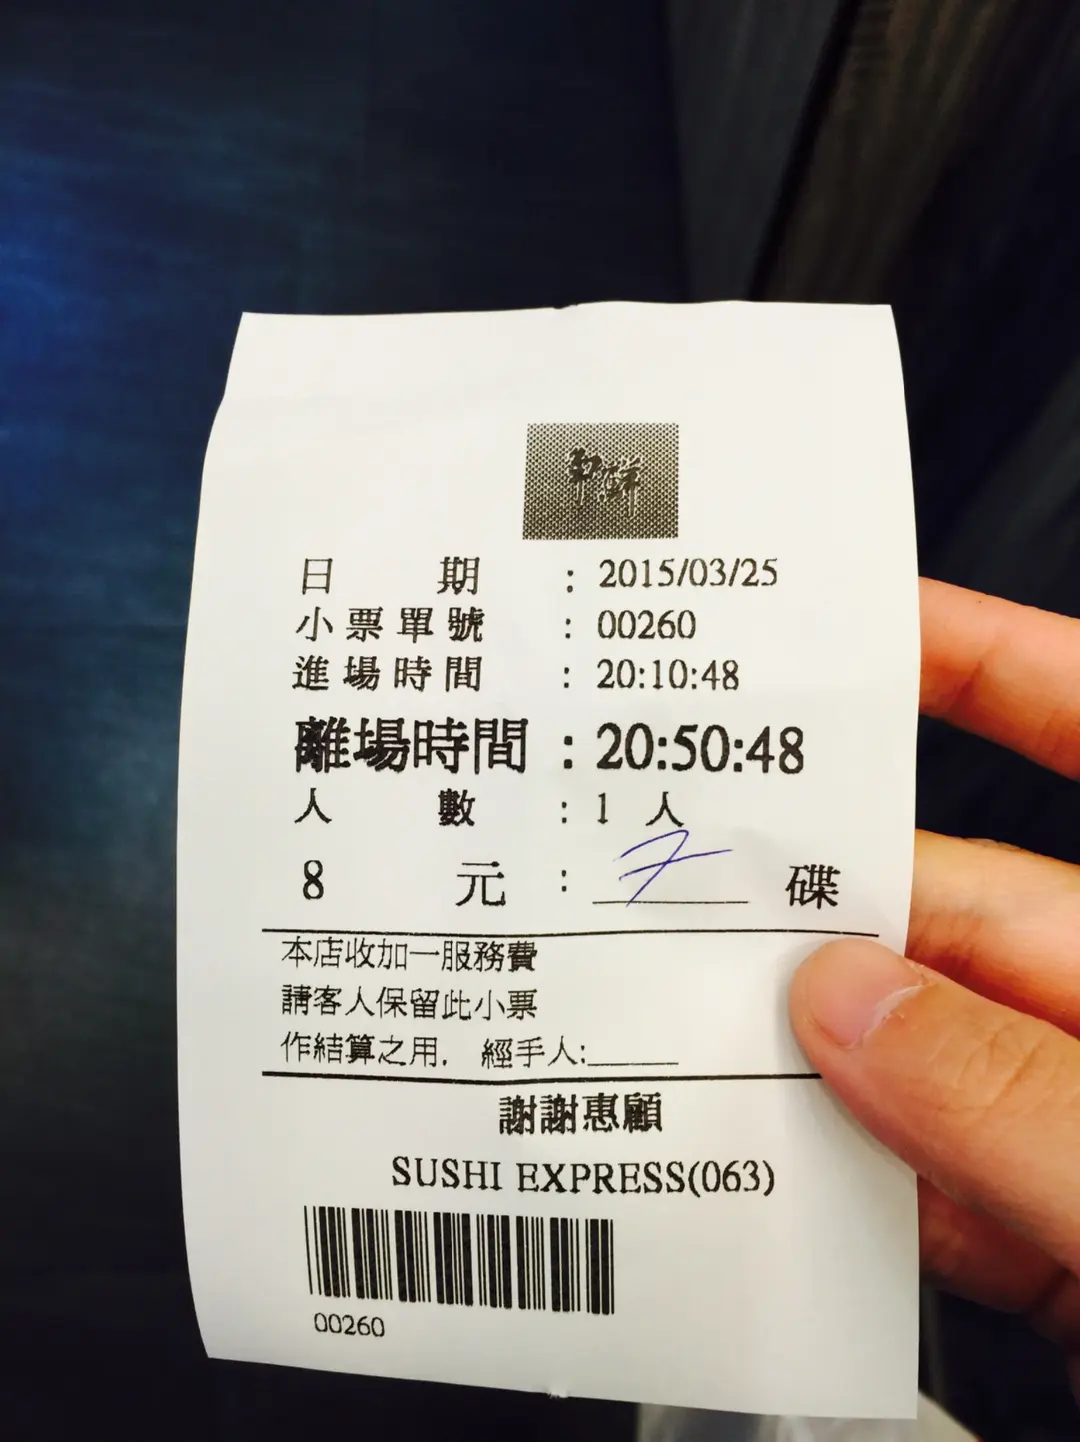 争鮮
日期：2015/03/25
小票單號：00260
進場時間：20:10:48
離場時間：20:50:48
人數：1 人
8 元：7 碟
本店收加一服務費
請客人保留此小票
作結算之用. 經手人:______
謝謝惠顧
SUSHI EXPRESS(063)
00260